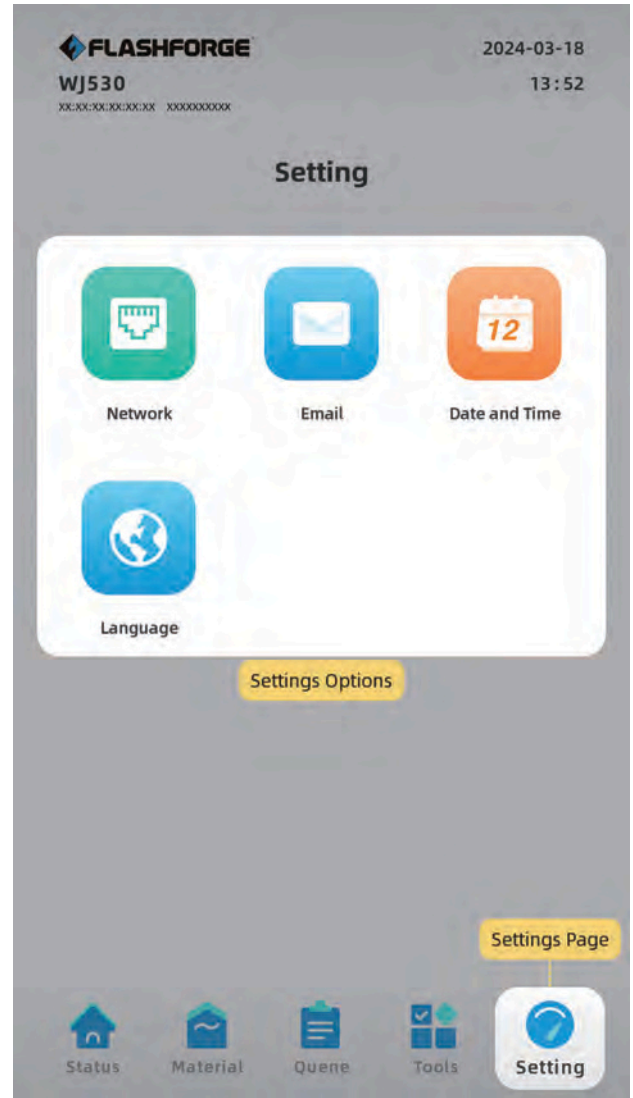 FLASHFORGE 2024-03-18
WJ530 13:52
xx:xx:xx:xx:xx:xx xxxxxxxxxx
Setting
12
Network Email Date and Time
Language
Settings Options
Settings Page
Status Material Quene Tools Setting